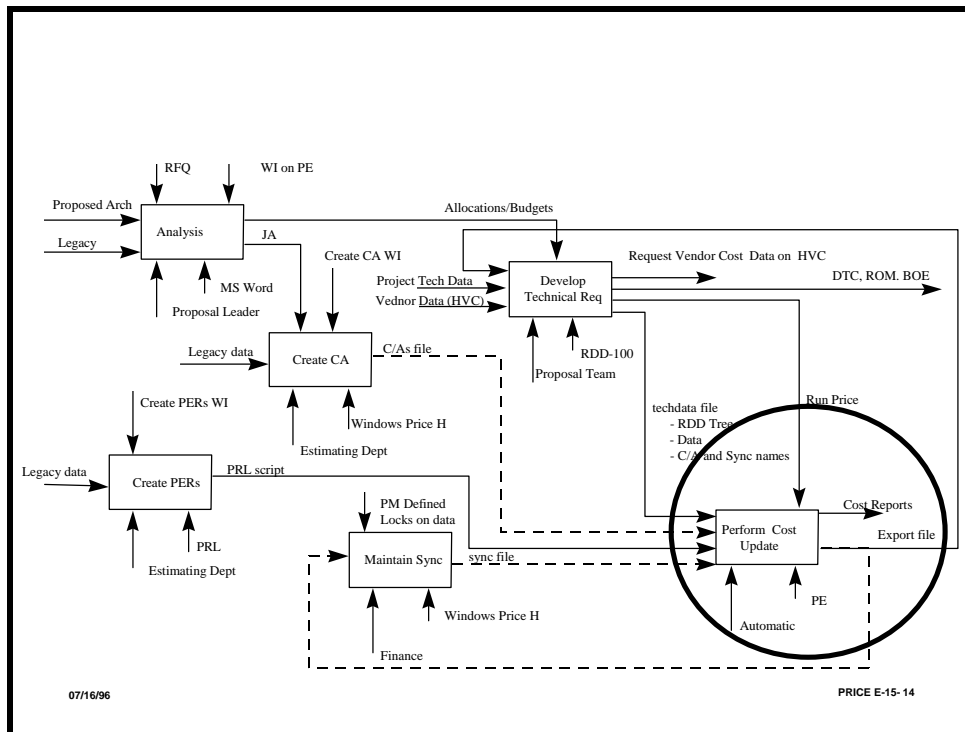 RFQ
WI on PE
Proposed Arch
Allocations/Budgets
Analysis
JA
Legacy
Create CA WI
Request Vendor Cost Data on HVC
Project Tech Data
Develop
Technical Req
DTC, ROM. BOE
MS Word
Vednor Data (HVC)
Proposal Leader
RDD-100
Legacy data
Create CA
C/As file
Proposal Team
Create PERs WI
Run Price
Windows Price H
techdata file
- RDD Tree
- Data
- C/A and Sync names
Estimating Dept
Legacy data
Create PERs
PRL script
PM Defined
Locks on data
Cost Reports
Perform Cost
Update
Export file
PRL
Maintain Sync
sync file
Estimating Dept
PE
Windows Price H
Automatic
Finance
07/16/96
PRICE E-15- 14